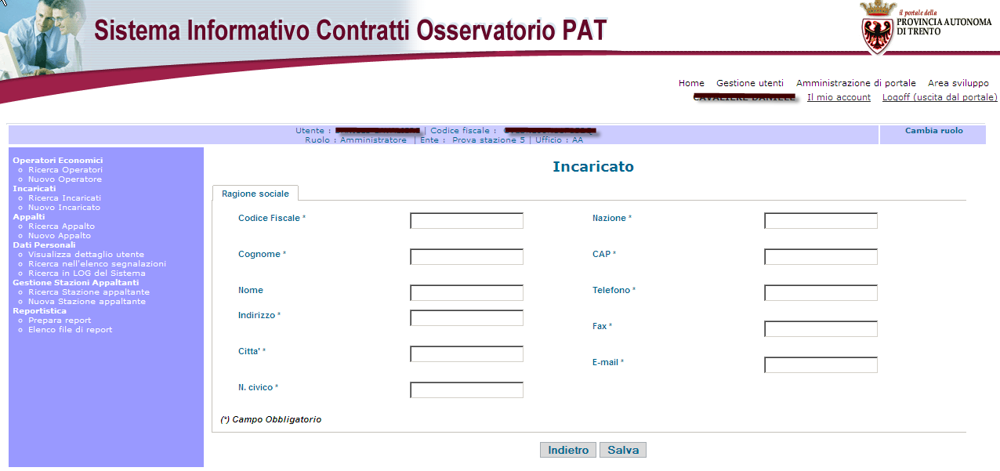 Sistema Informativo Contratti Osservatorio PAT
il portale della
PROVINCIA AUTONOMA
DI TRENTO
Home Gestione utenti Amministrazione di portale Area sviluppo
Il mio account Logoff (uscita dal portale)
Utente : | Codice fiscale :
Ruolo : Amministratore | Ente : Prova stazione 5 | Ufficio : AA
Cambia ruolo
Operatori Economici
Ricerca Operatori
Nuovo Operatore
Incaricati
Ricerca Incaricati
Nuovo Incaricato
Appalti
Ricerca Appalto
Nuovo Appalto
Dati Personali
Visualizza dettaglio utente
Ricerca nell'elenco segnalazioni
Ricerca in LOG del Sistema
Gestione Stazioni Appaltanti
Ricerca Stazione appaltante
Nuova Stazione appaltante
Reportistica
Prepara report
Elenco file di report
Incaricato
Ragione sociale
Codice Fiscale *
Cognome *
Nome
Indirizzo *
Citta' *
N. civico *
Nazione *
CAP *
Telefono *
Fax *
E-mail *
(*) Campo Obbligatorio
Indietro Salva